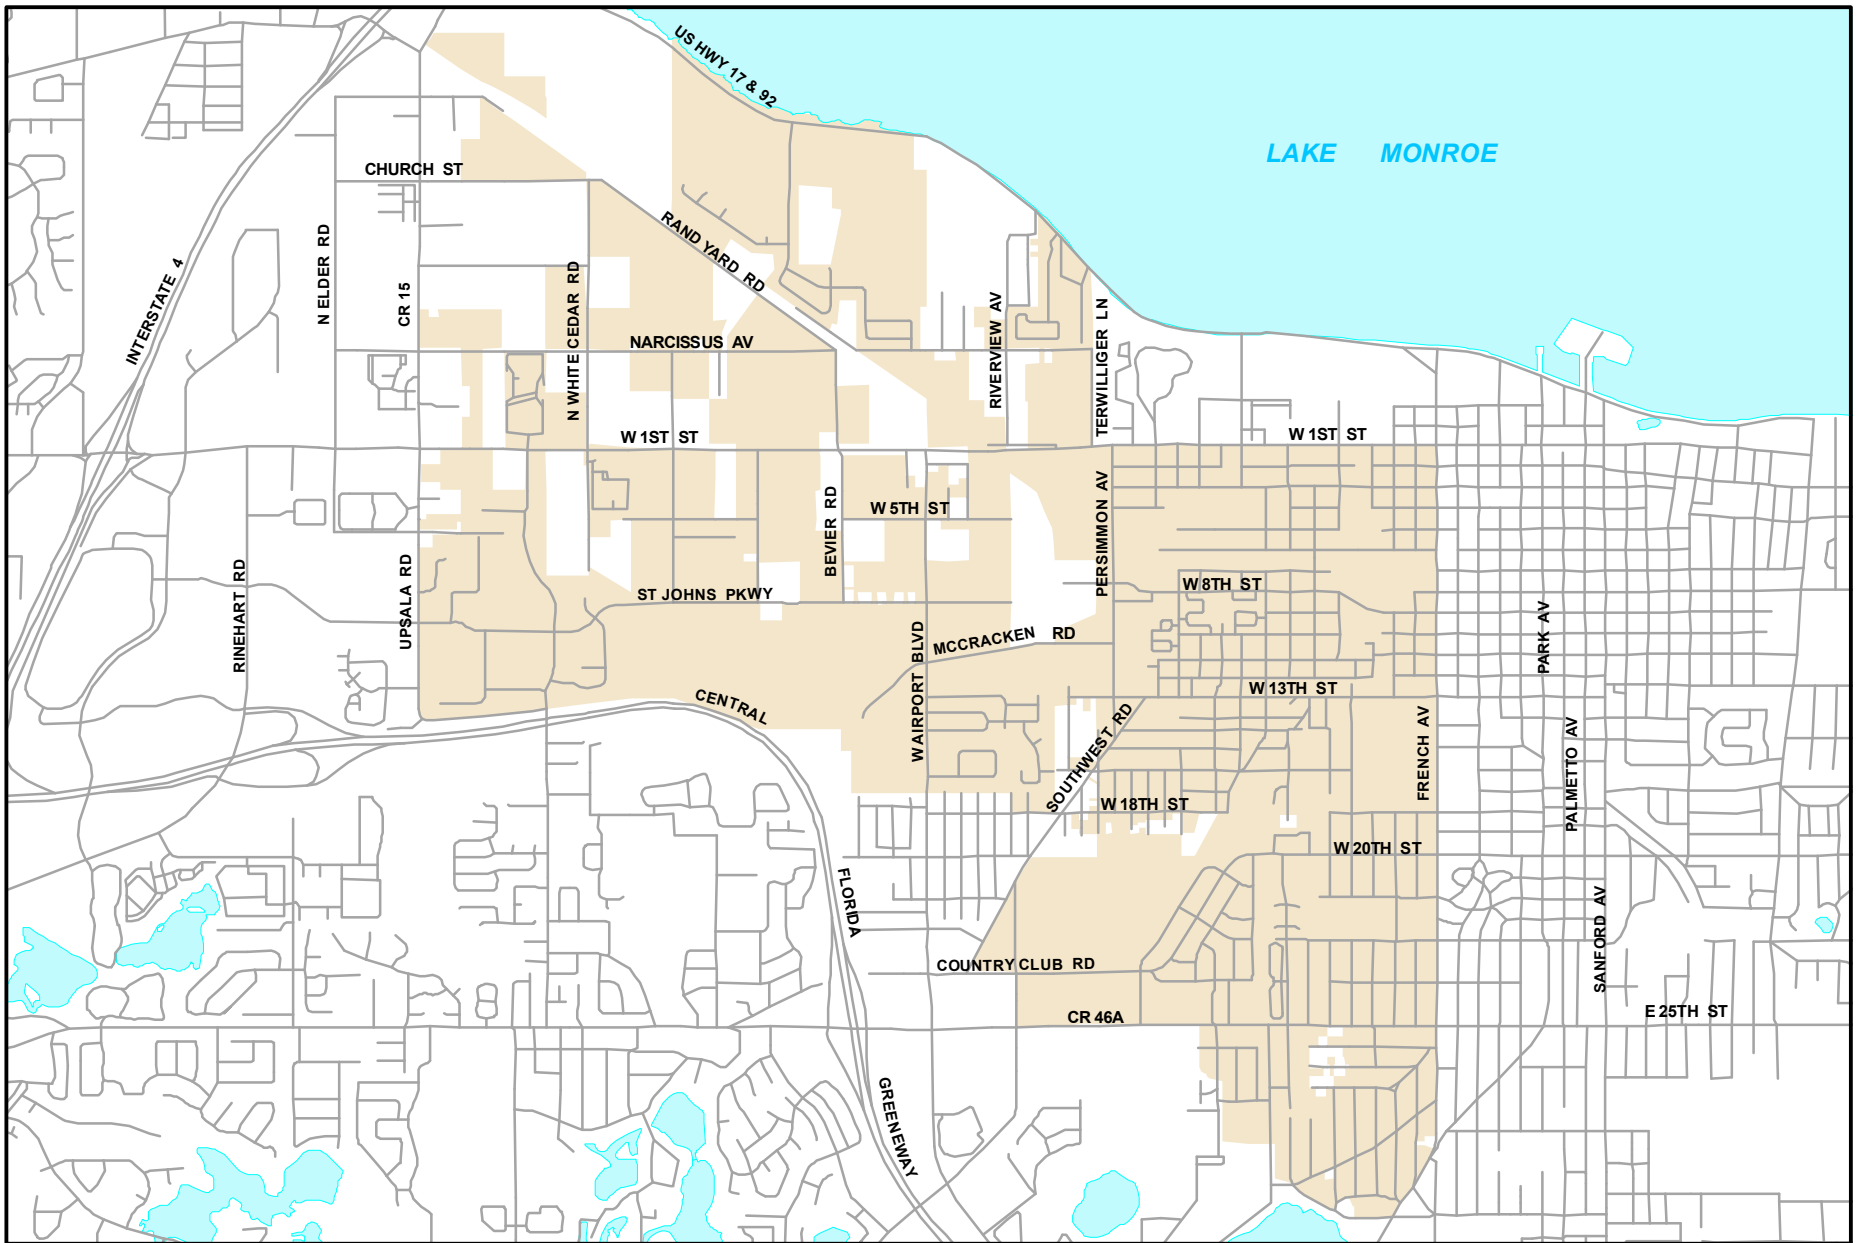 US HWY 17 & 92
LAKE MONROE
CHURCH ST
RAND YARD RD
N ELDER RD
INTERSTATE 4
CR 15
N WHITE CEDAR RD
RIVERVIEW AV
TERWILLIGER LN
NARCISSUS AV
W 1ST ST
W 1ST ST
PERSIMMON AV
W 5TH ST
BEVIER RD
RINEHART RD
UPSALA RD
ST JOHNS PKWY
W 8TH ST
PARK AV
MCCRACKEN RD
W AIRPORT BLVD
W 13TH ST
CENTRAL
SOUTHWEST RD
FRENCH AV
PALMETTO AV
W 18TH ST
W 20TH ST
FLORIDA
SANFORD AV
COUNTRY CLUB RD
CR 46A
E 25TH ST
GREENEWAY